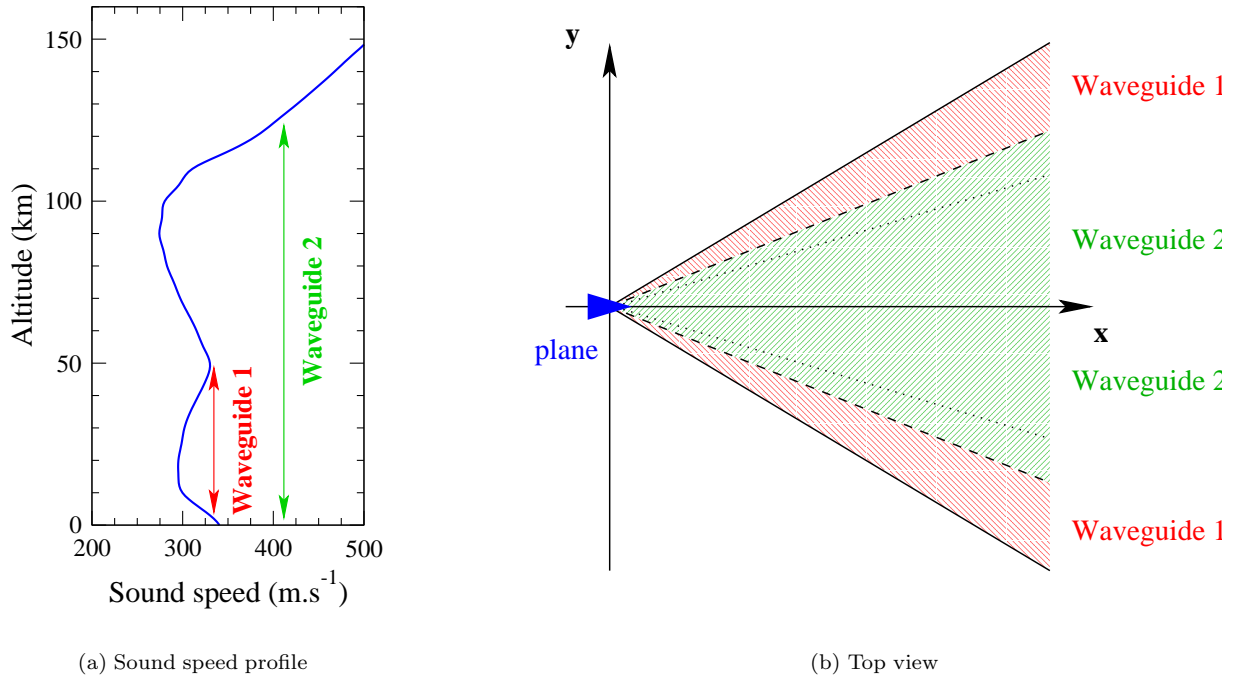 150
100
50
0
200
300
400
500
Altitude (km)
Sound speed (m.s-1)
Waveguide 1
Waveguide 2
(a) Sound speed profile
y
x
plane
Waveguide 1
Waveguide 2
Waveguide 2
Waveguide 1
(b) Top view